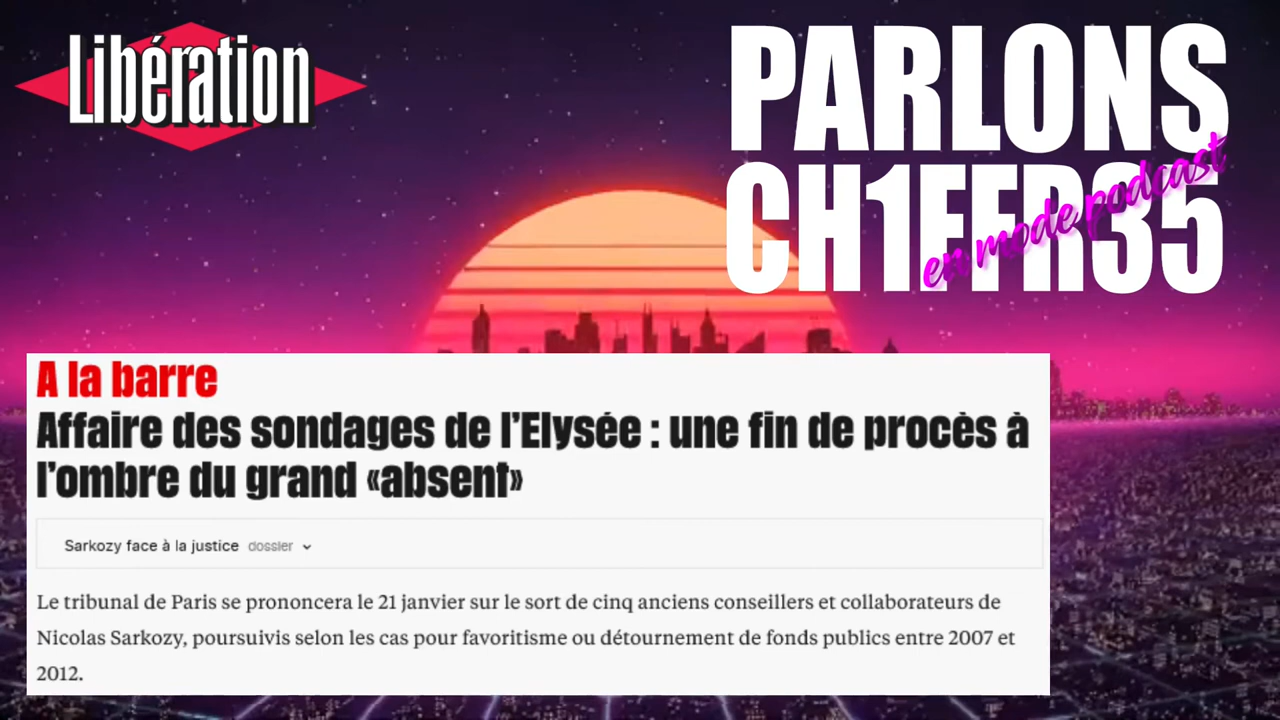 Libération
PARLONS
CH1FFR35
en mode podcast
A la barre
Affaire des sondages de l'Elysée : une fin de procès à
l'ombre du grand «absent»
Sarkozy face à la justice dossier
Le tribunal de Paris se prononcera le 21 janvier sur le sort de cinq anciens conseillers et collaborateurs de
Nicolas Sarkozy, poursuivis selon les cas pour favoritisme ou détournement de fonds publics entre 2007 et
2012.